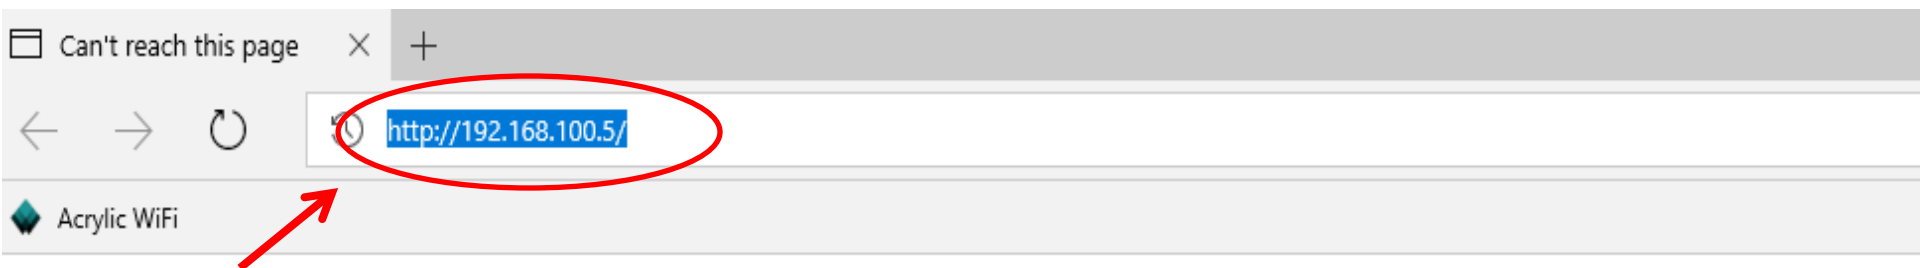 Can't reach this page
http://192.168.100.5/
Acrylic WiFi